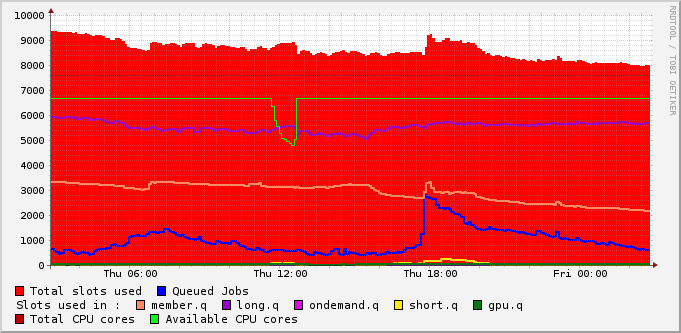 RRDTOOL / TOBI OETIKER
10000
9000
8000
7000
6000
5000
4000
3000
2000
1000
0
Thu 06:00 Thu 12:00 Thu 18:00 Fri 00:00
Total slots used Queued Jobs
Slots used in : member.q long.q ondemand.q short.q gpu.q
Total CPU cores Available CPU cores